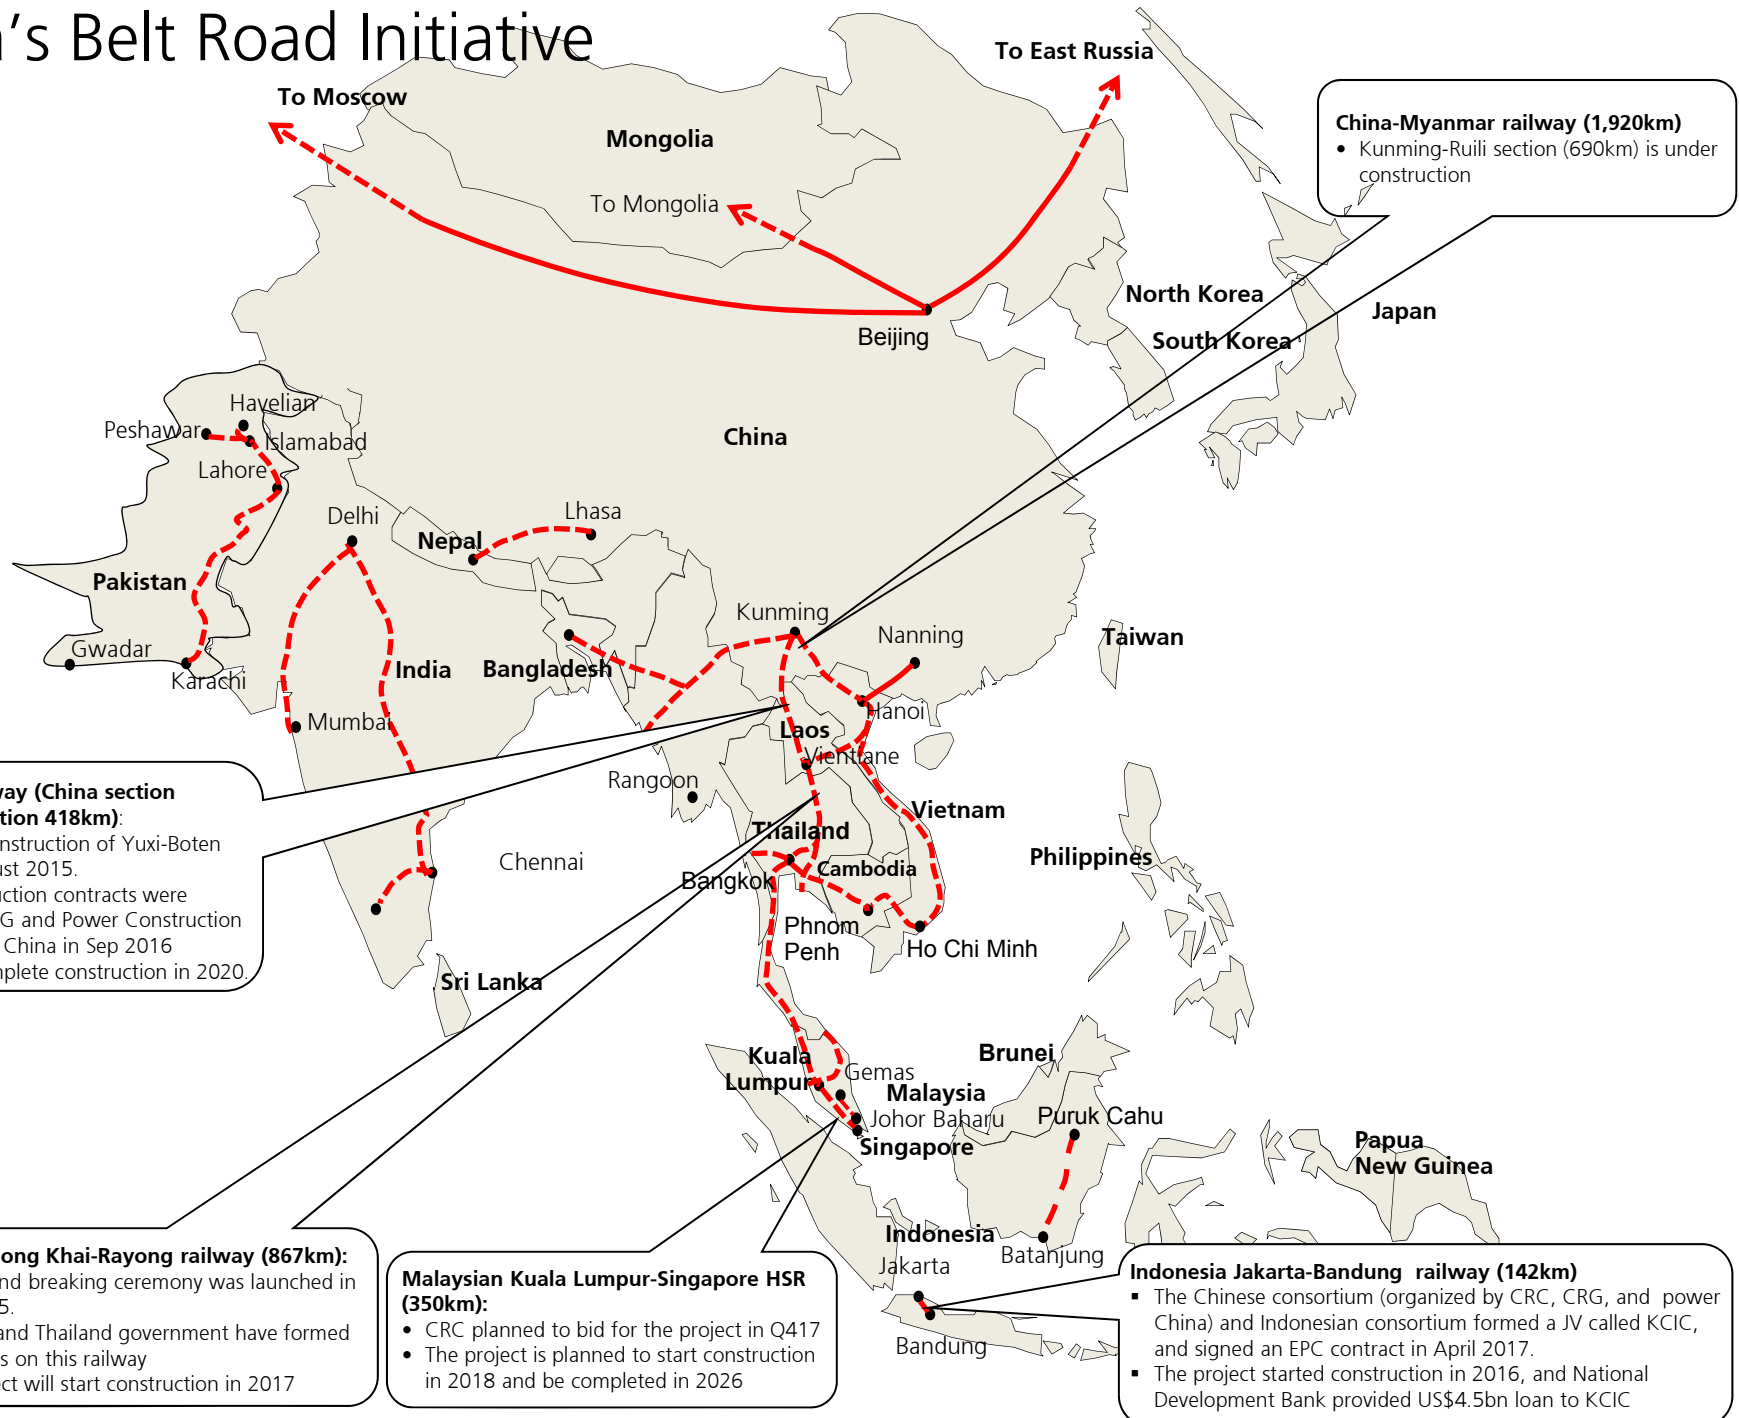 's Belt Road Initiative
To East Russia
To Moscow
Mongolia
To Mongolia
China-Myanmar railway (1,920km)
• Kunming-Ruili section (690km) is under
construction
North Korea
Japan
South Korea
Beijing
Havelian
Peshawar
Islamabad
China
Lahore
Lhasa
Delhi
Nepal
Pakistan
Kunming
Nanning
Taiwan
Gwadar
India
Bangladesh
Karachi
Mumbai
Hanoi
Laos
Vientiane
Rangoon
Vietnam
Thailand
Philippines
Chennai
Cambodia
Bangkok
Phnom
Penh
Ho Chi Minh
way (China section
tion 418km):
nstruction of Yuxi-Boten
ust 2015.
uction contracts were
G and Power Construction
China in Sep 2016
mplete construction in 2020.
Sri Lanka
Kuala
Lumpur
Gemas
Brunei
Malaysia
Johor Baharu
Puruk Cahu
Singapore
Papua
New Guinea
Indonesia
Batanjung
Jakarta
Bandung
ong Khai-Rayong railway (867km):
nd breaking ceremony was launched in
5.
and Thailand government have formed
s on this railway
ect will start construction in 2017
Malaysian Kuala Lumpur-Singapore HSR
(350km):
• CRC planned to bid for the project in Q417
• The project is planned to start construction
in 2018 and be completed in 2026
Indonesia Jakarta-Bandung railway (142km)
▪ The Chinese consortium (organized by CRC, CRG, and power
China) and Indonesian consortium formed a JV called KCIC,
and signed an EPC contract in April 2017.
▪ The project started construction in 2016, and National
Development Bank provided US$4.5bn loan to KCIC